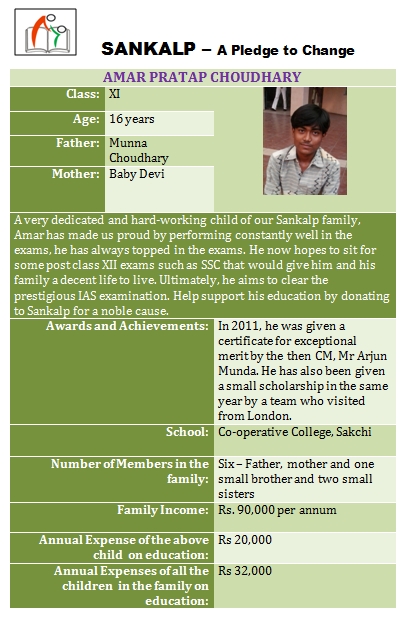 SANKALP – A Pledge to Change
AMAR PRATAP CHOUDHARY
Class: XI
Age: 16 years
Father: Munna
Choudhary
Mother: Baby Devi
A very dedicated and hard-working child of our Sankalp family,
Amar has made us proud by performing constantly well in the
exams, he has always topped in the exams. He now hopes to sit for
some post class XII exams such as SSC that would give him and his
family a decent life to live. Ultimately, he aims to clear the
prestigious IAS examination. Help support his education by donating
to Sankalp for a noble cause.
Awards and Achievements: In 2011, he was given a
certificate for exceptional
merit by the then CM, Mr Arjun
Munda. He has also been given
a small scholarship in the same
year by a team who visited
from London.
School: Co-operative College, Sakchi
Number of Members in the Six – Father, mother and one
family: small brother and two small
sisters
Family Income: Rs. 90,000 per annum
Annual Expense of the above Rs 20,000
child on education:
Annual Expenses of all the Rs 32,000
children in the family on
education: